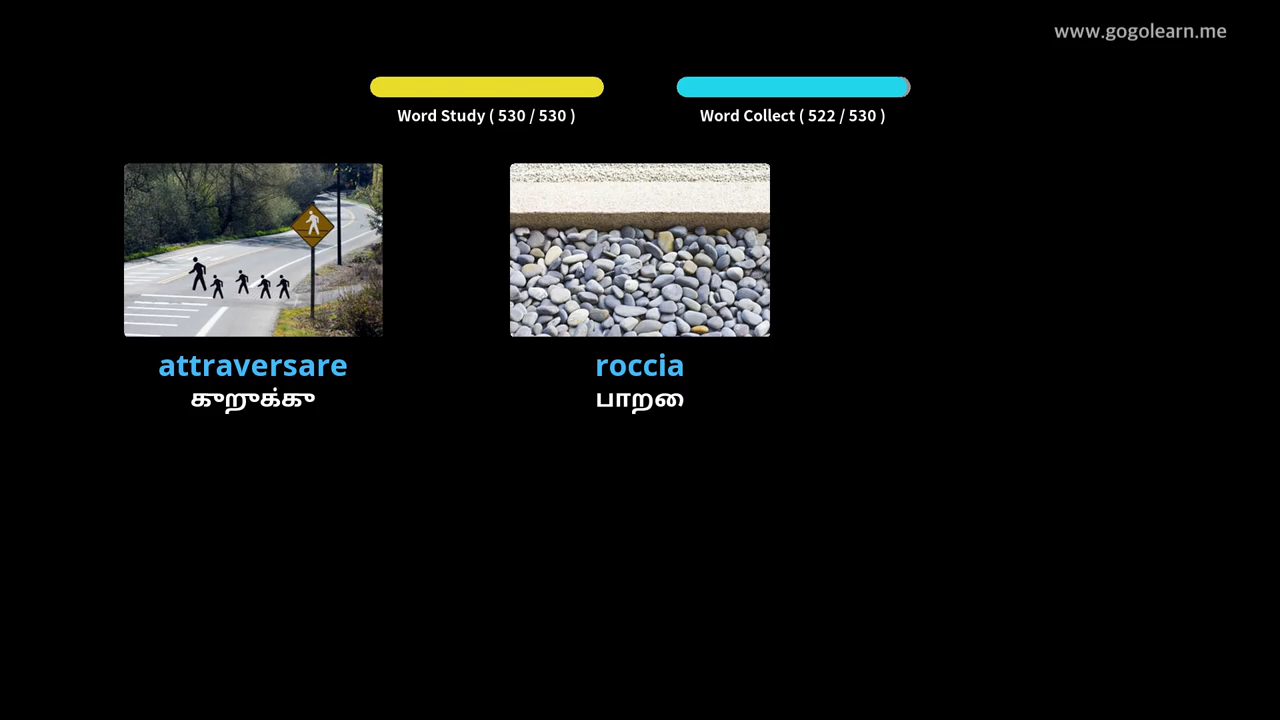 www.gogolearn.me
Word Study ( 530 / 530 )
Word Collect ( 522 / 530 )
attraversare
roccia
குறுக்கு
பாறை